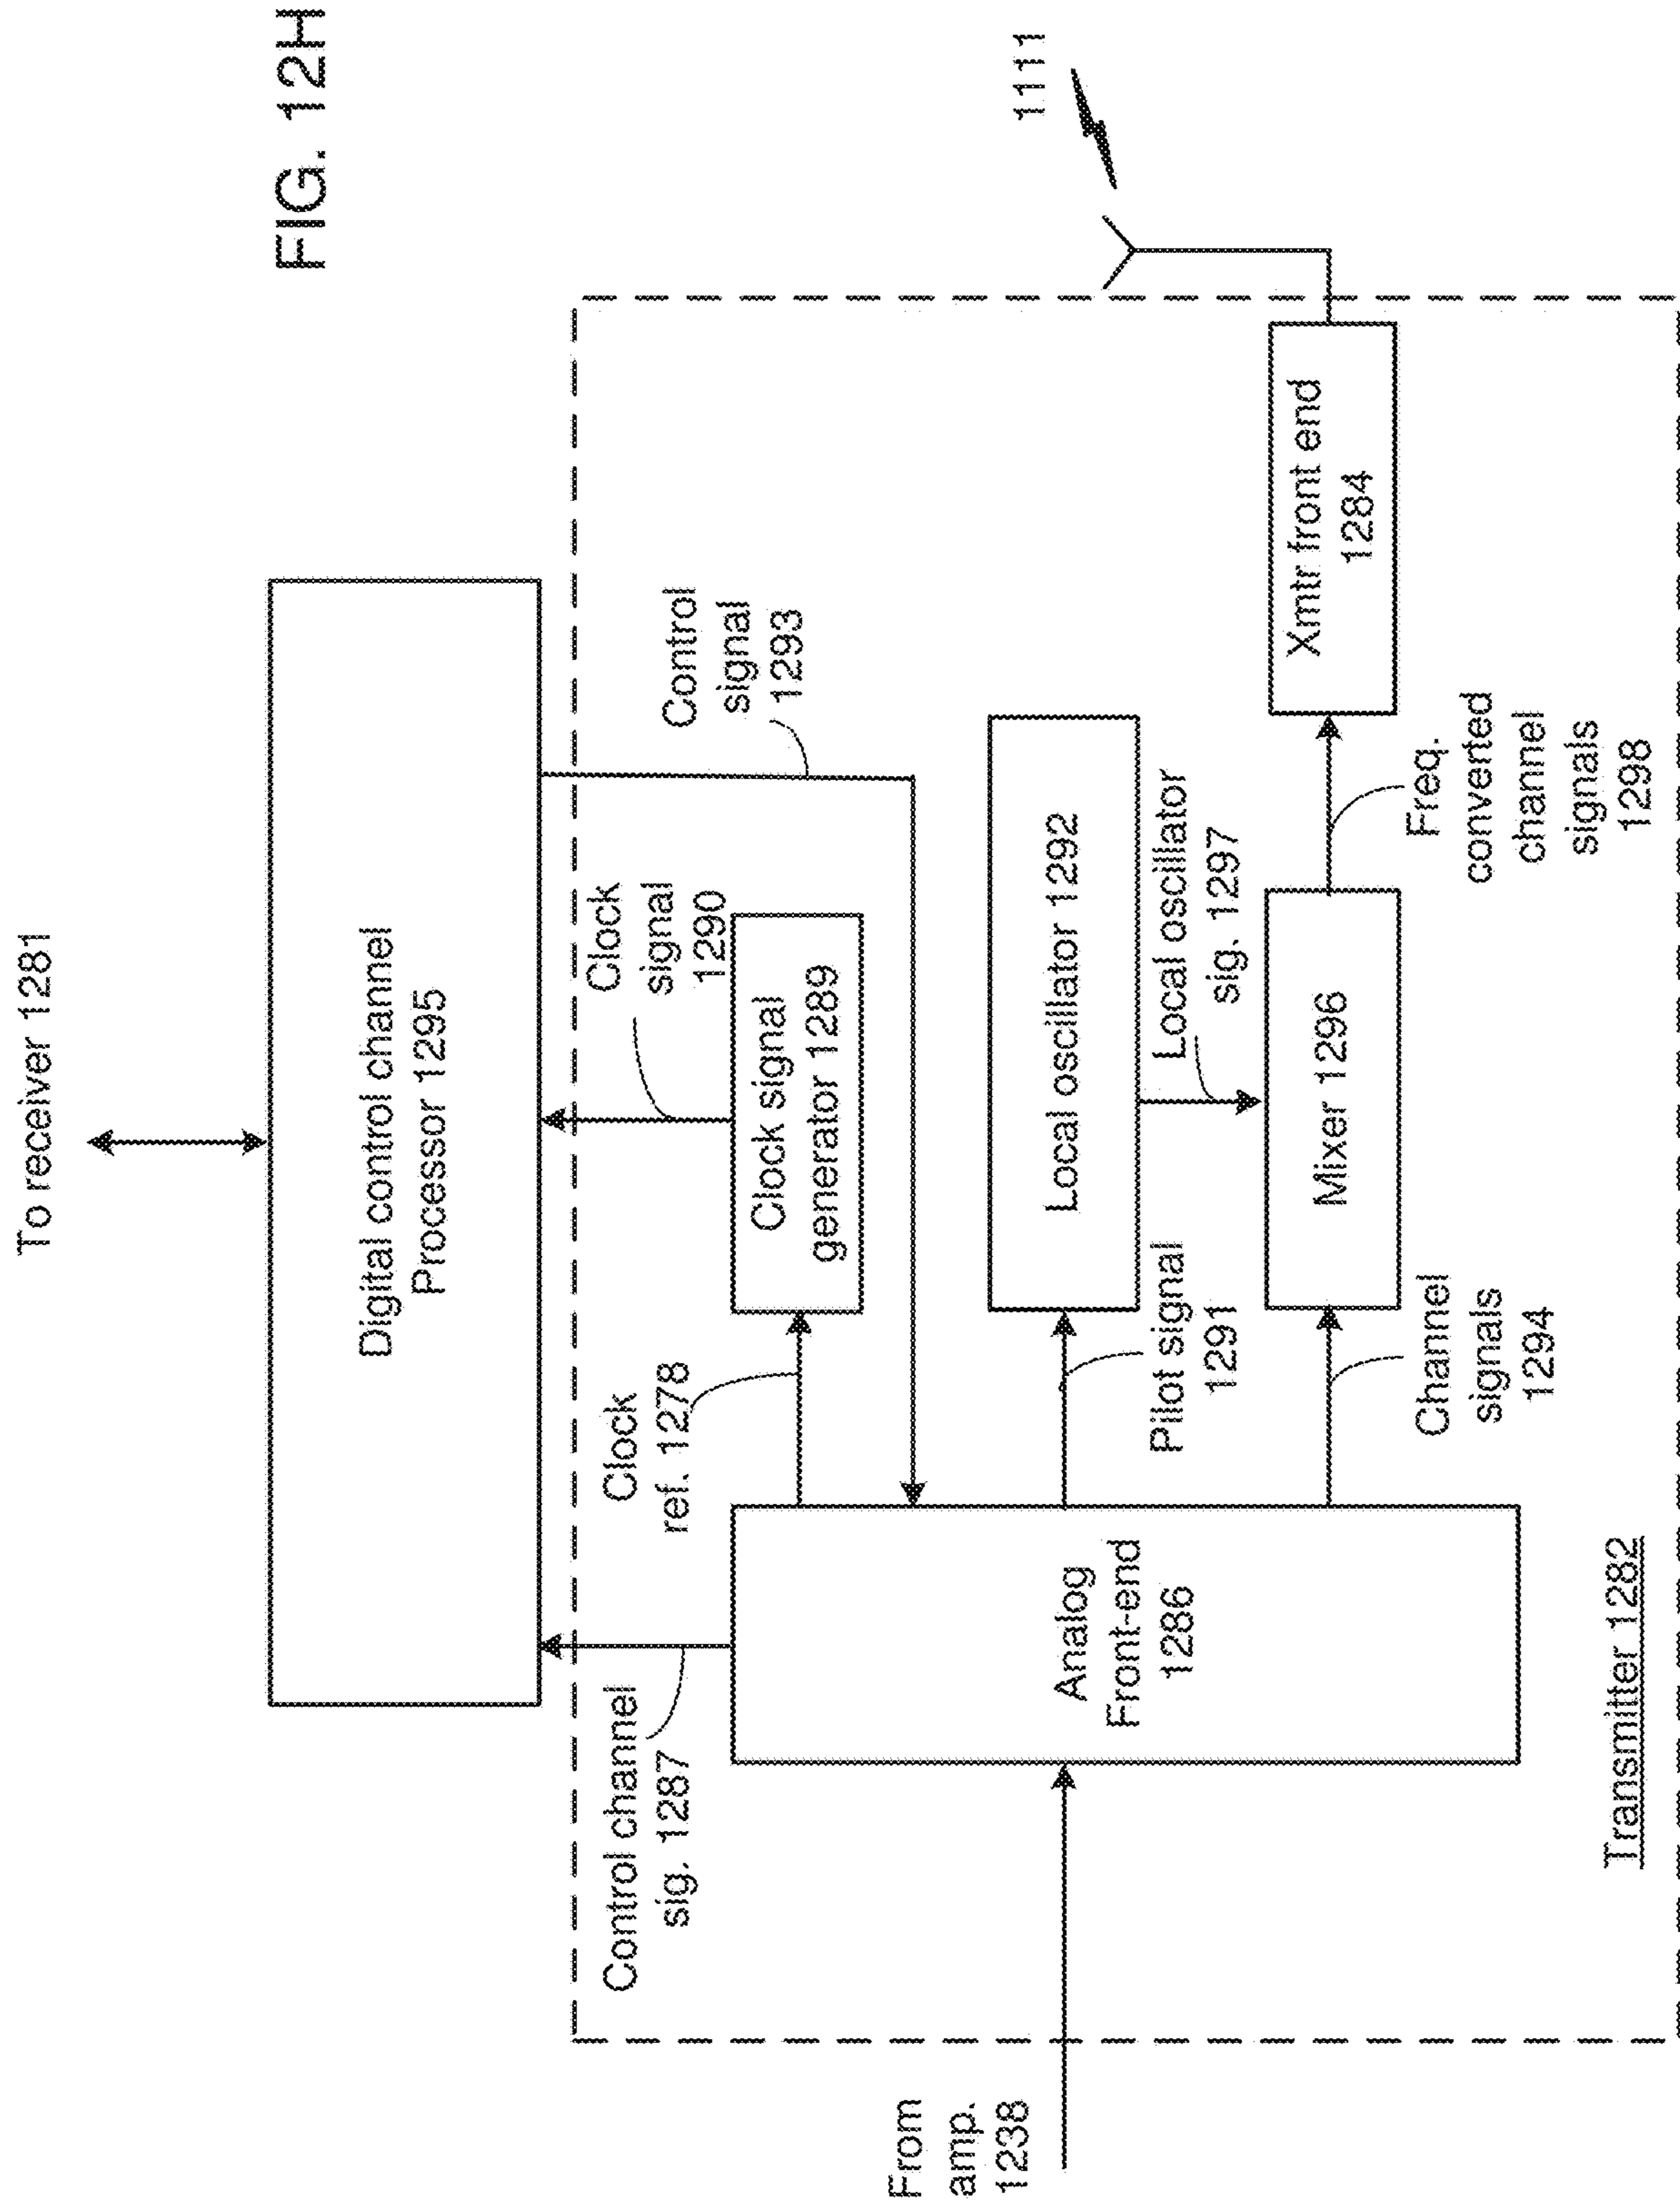 FIG. 12H
To receiver 1281
Digital control channel
Processor 1295
Control channel
sig. 1287
Clock
ref. 1278
Clock
signal
1290
Control
signal
1293
Clock signal
generator 1289
From
amp.
1238
Analog
Front-end
1286
Local oscillator 1292
Pilot signal
1291
Local oscillator
sig. 1297
1111
Mixer 1296
Xmtr front end
1284
Channel
signals
1294
Freq.
converted
channel
signals
1298
Transmitter 1282